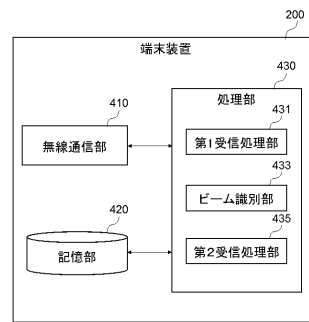 200
端末装置
430
処理部
410
無線通信部
431
第1受信処理部
433
ビーム識別部
420
記憶部
435
第2受信処理部